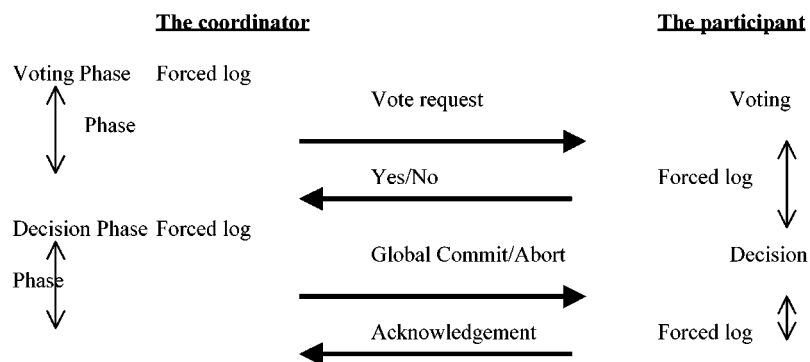 The coordinator The participant
Voting Phase Forced log
Vote request Voting
Phase
Yes/No Forced log
Decision Phase Forced log
Global Commit/Abort Decision
Phase
Acknowledgement Forced log